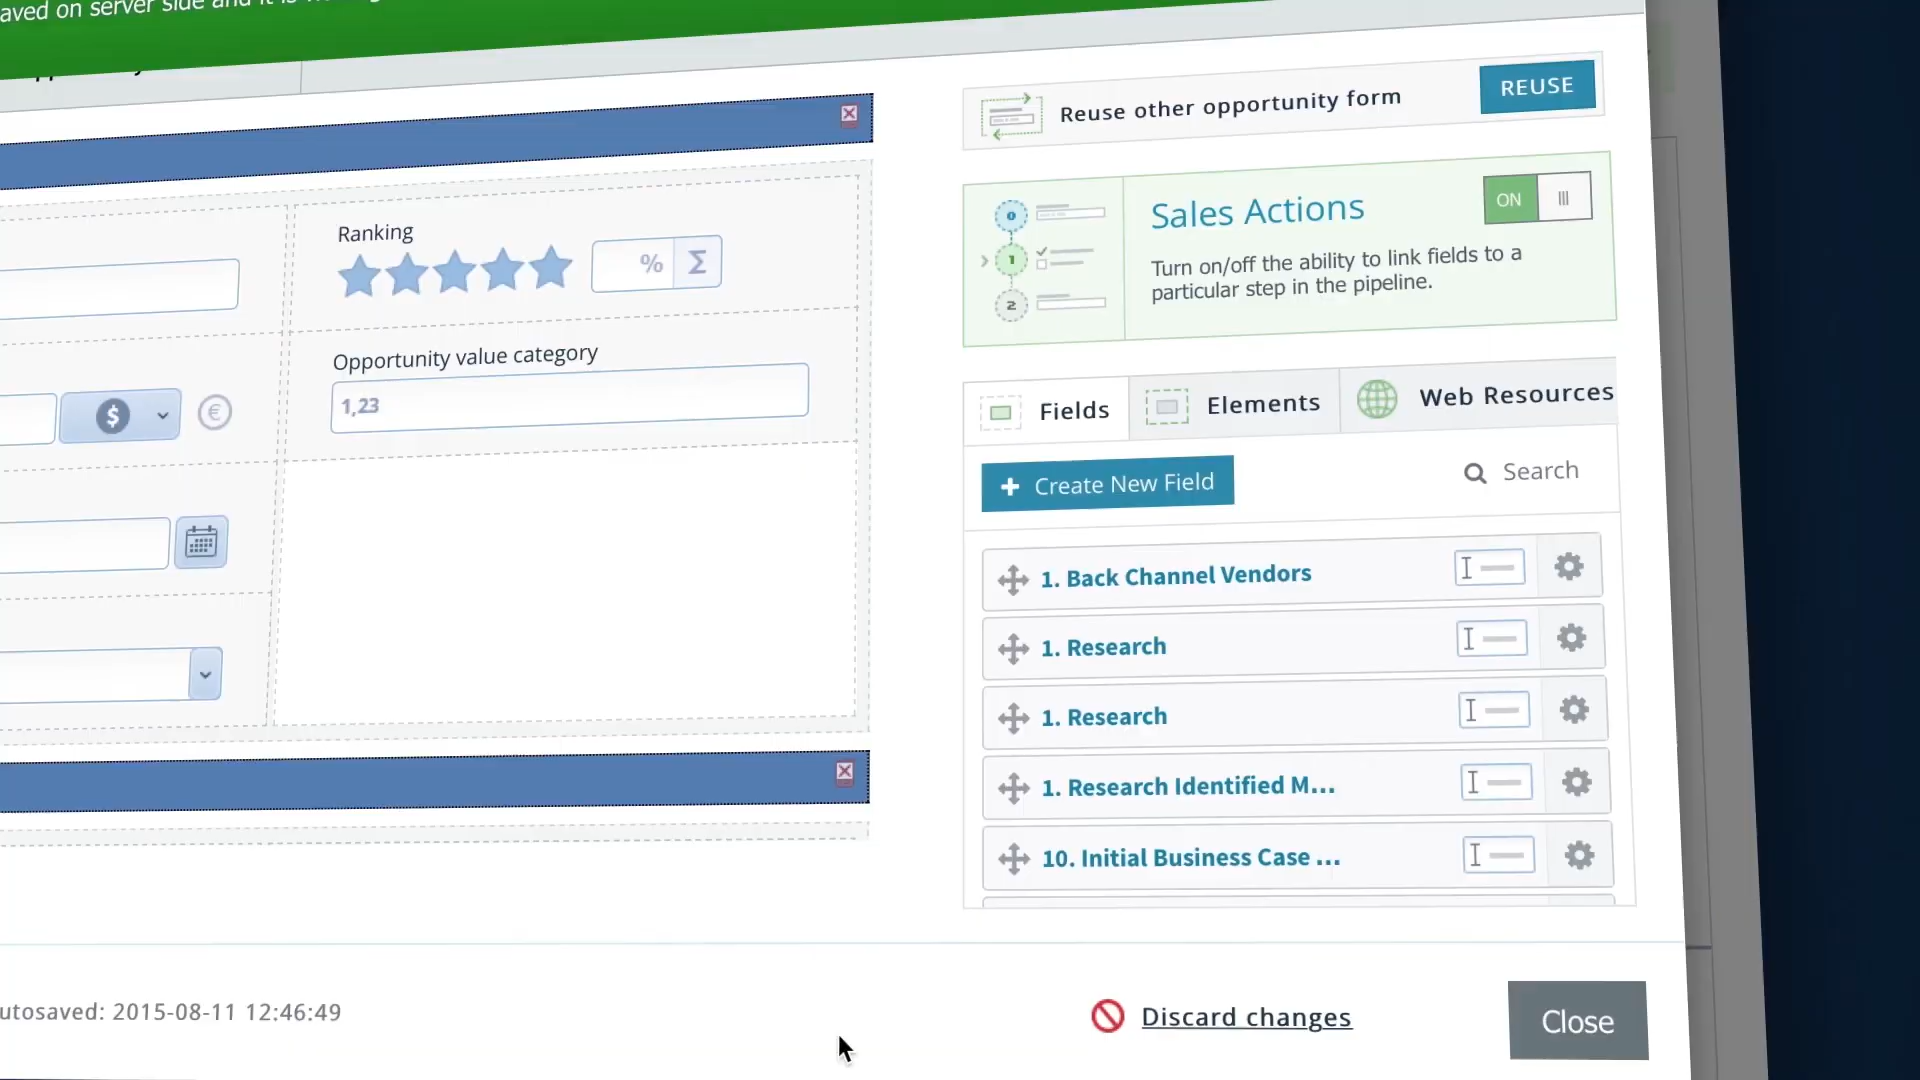 aved on server side and it is
Reuse other opportunity form
REUSE
0
1
2
Sales Actions
ON
Turn on/off the ability to link fields to a
particular step in the pipeline.
Ranking
%
Σ
Opportunity value category
1,23
$
€
Fields
Elements
Web Resources
+ Create New Field
Search
1. Back Channel Vendors
1. Research
1. Research
1. Research Identified M...
10. Initial Business Case ...
utosaved: 2015-08-11 12:46:49
Discard changes
Close